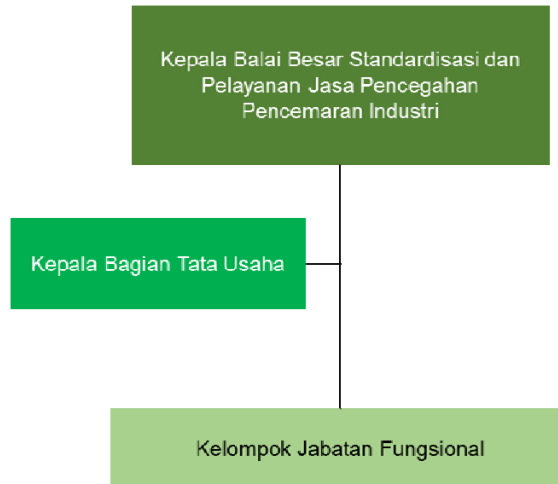 Kepala Balai Besar Standardisasi dan
Pelayanan Jasa Pencegahan
Pencemaran Industri
Kepala Bagian Tata Usaha
Kelompok Jabatan Fungsional